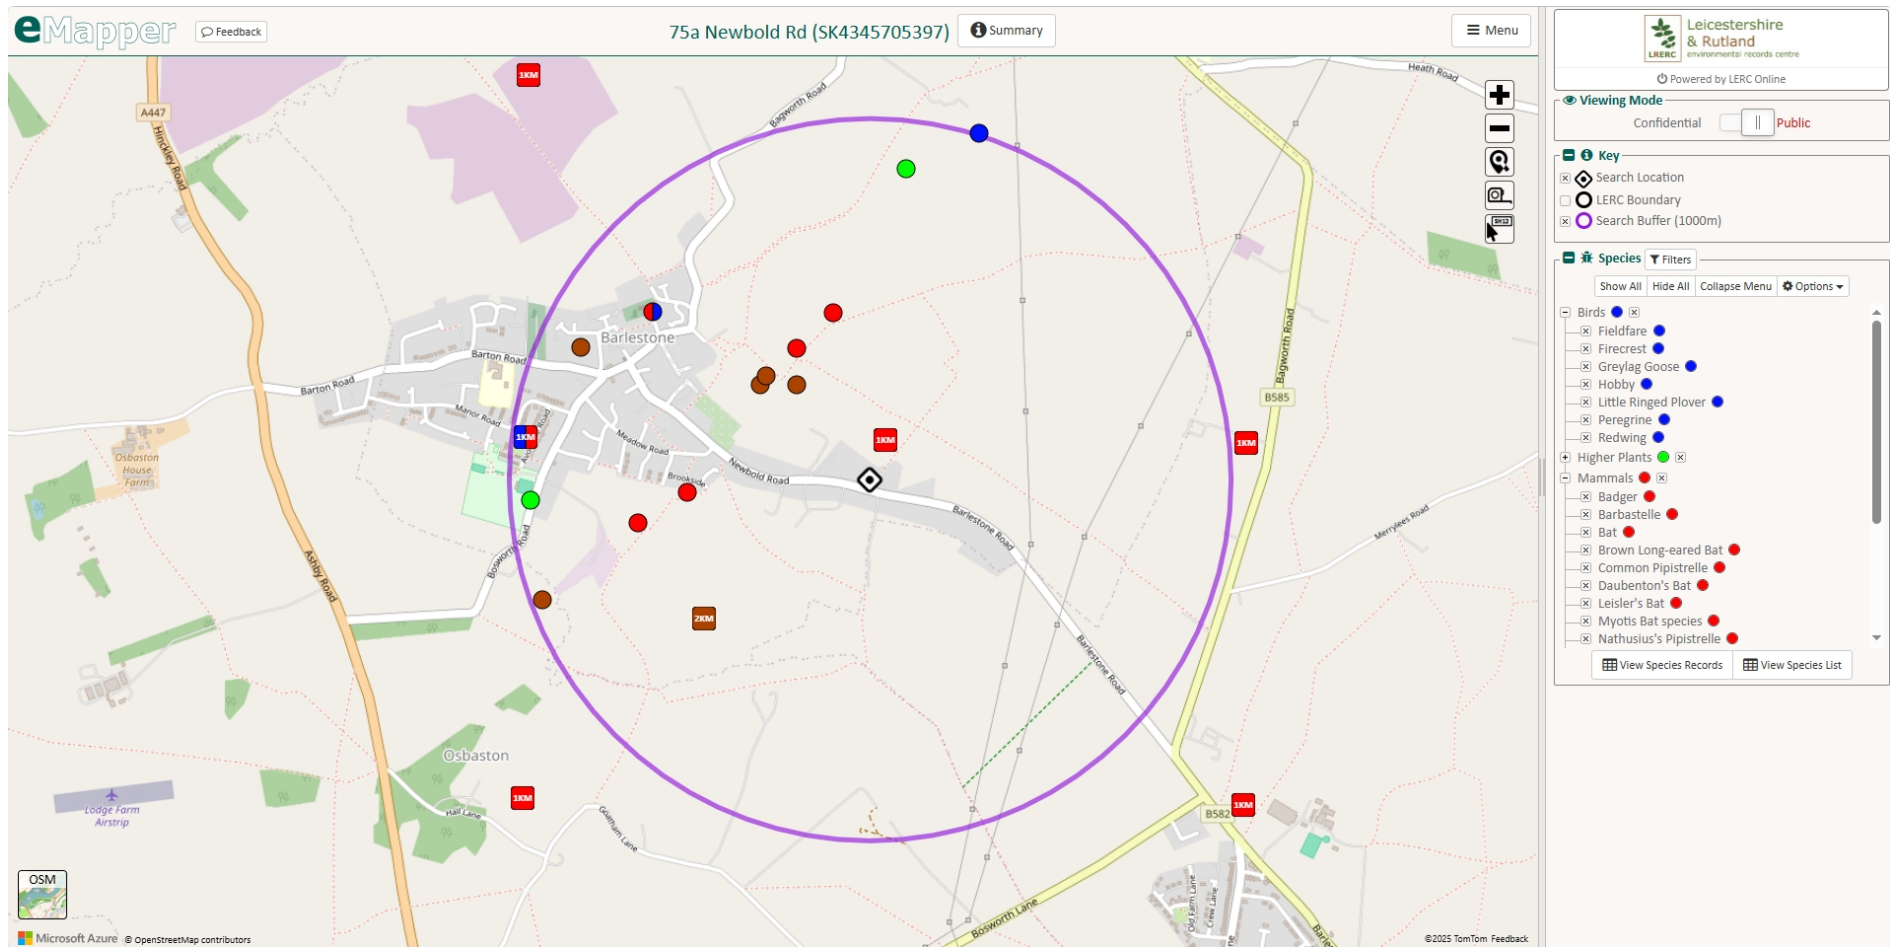 eMapper
Feedback
75a Newbold Rd (SK4345705397)
Summary
Menu
Leicestershire
& Rutland
environmental records centre
LRERC
Powered by LERC Online
Viewing Mode
Confidential
Public
Key
Search Location
LERC Boundary
Search Buffer (1000m)
Species
Filters
Show All
Hide All
Collapse Menu
Options
Birds
Fieldfare
Firecrest
Greylag Goose
Hobby
Little Ringed Plover
Peregrine
Redwing
Higher Plants
Mammals
Badger
Barbastelle
Bat
Brown Long-eared Bat
Common Pipistrelle
Daubenton's Bat
Leisler's Bat
Myotis Bat species
Nathusius's Pipistrelle
View Species Records
View Species List
1KM
A447
Hinckley Road
Bagworth Road
Heath Road
SH12
Barlestone
Barton Road
Barton Road
Manor Road
Meadow Road
Brookside
Newbold Road
1KM
1KM
1KM
Bagworth Road
B585
Osbaston
House
Farm
Bosworth Road
Ashby Road
Barlestone Road
Merrylees Road
2KM
Barlestone Road
Osbaston
Lodge Farm
Airstrip
Hall Lane
1KM
Goatham Lane
B582
1KM
Bosworth Lane
Old Farm Lane
Crew Lane
OSM
Microsoft Azure
© OpenStreetMap contributors
©2025 TomTom Feedback